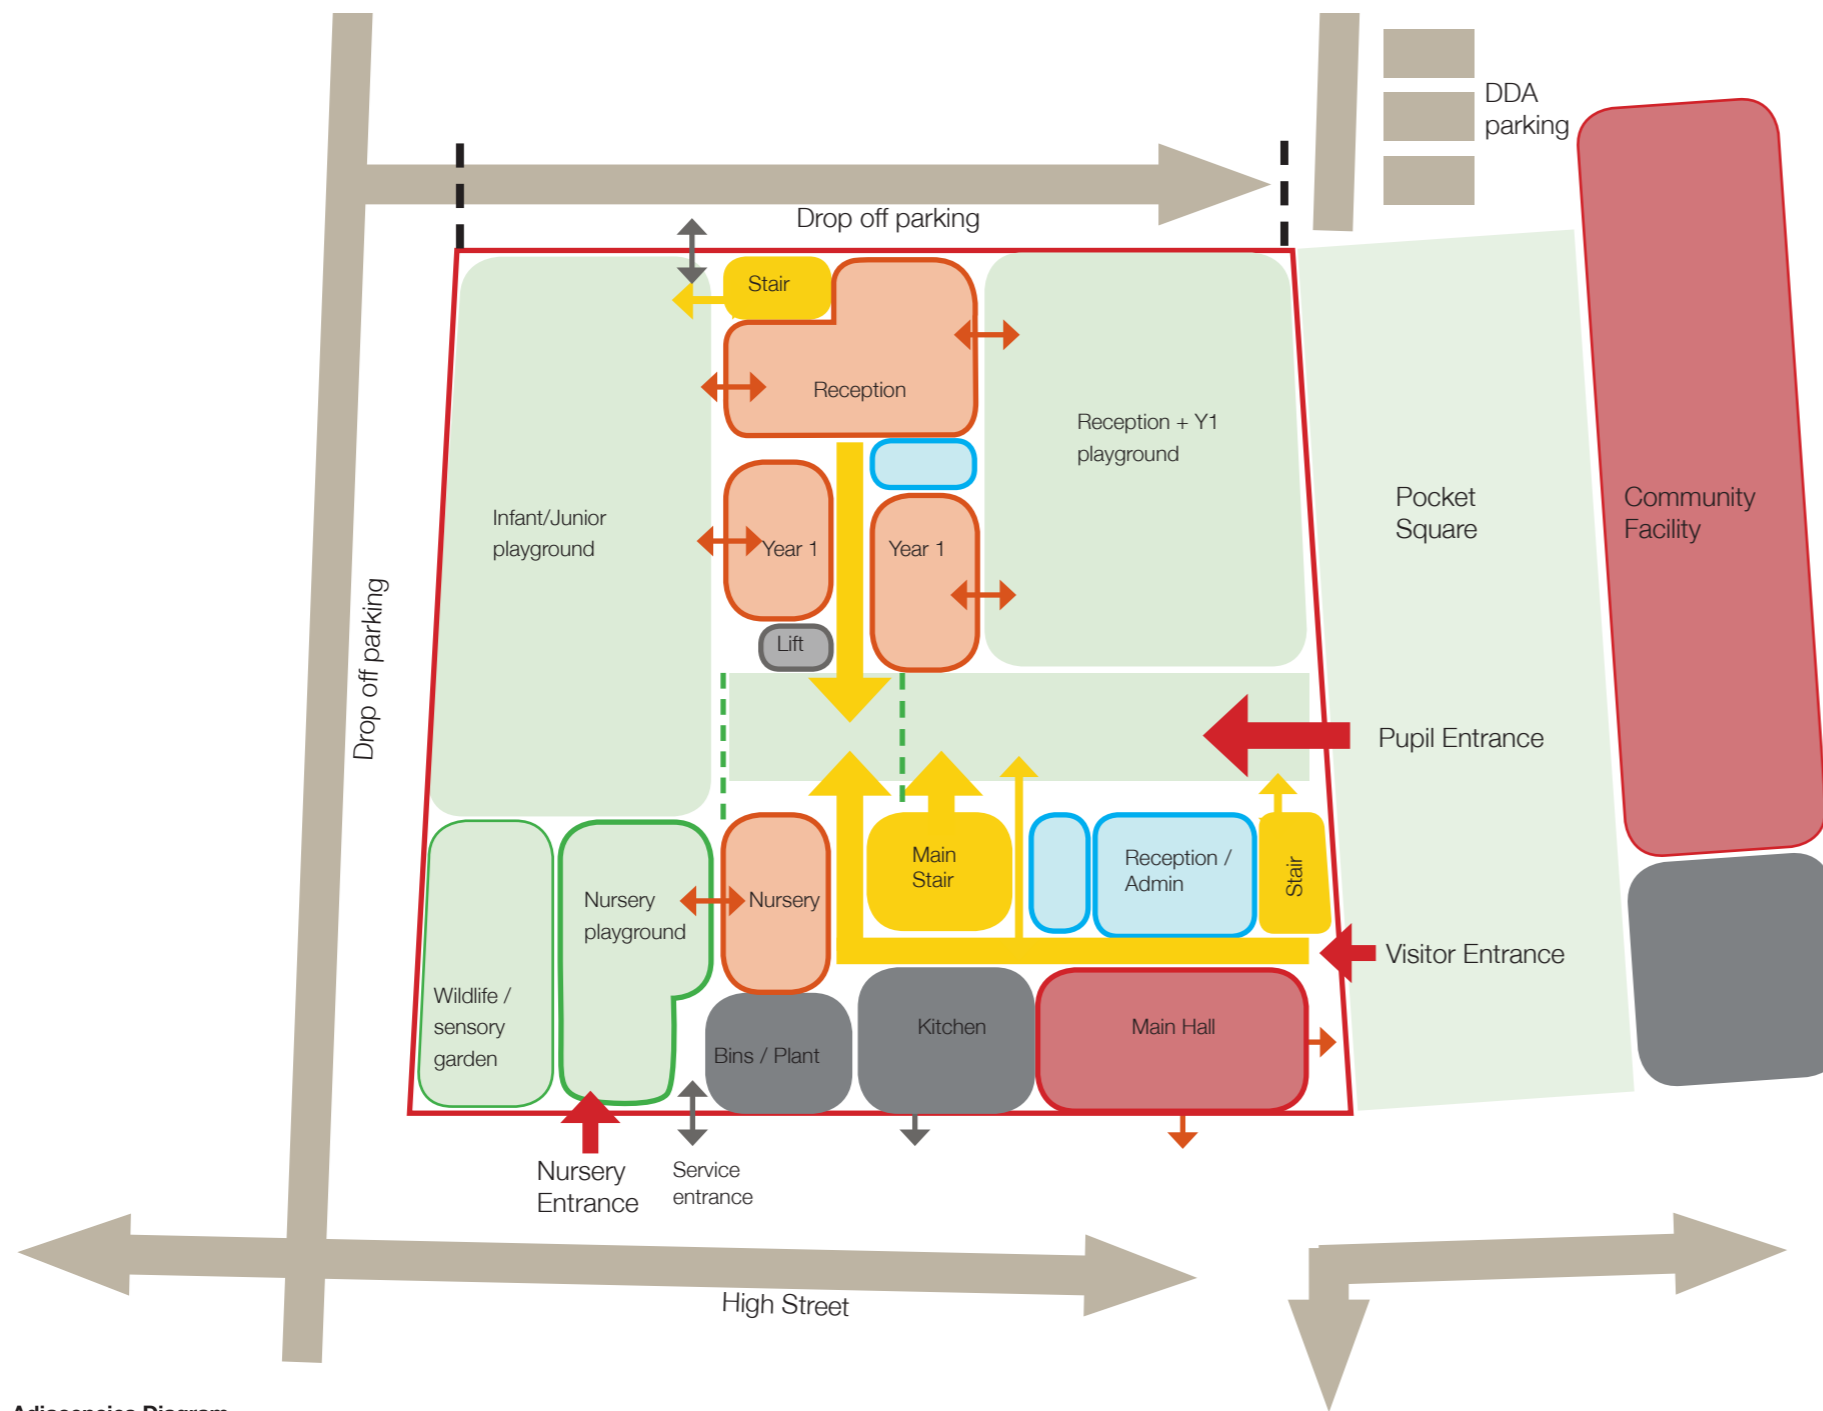 DDA
parking
Drop off parking
Stair
Reception
Reception + Y1
playground
Infant/Junior
playground
Year 1
Year 1
Pocket
Square
Community
Facility
Lift
Drop off parking
Pupil Entrance
Main
Stair
Reception /
Admin
Stair
Nursery
playground
Nursery
Visitor Entrance
Wildlife /
sensory
garden
Bins / Plant
Kitchen
Main Hall
Nursery
Entrance
Service
entrance
High Street
Adjacencies Diagram